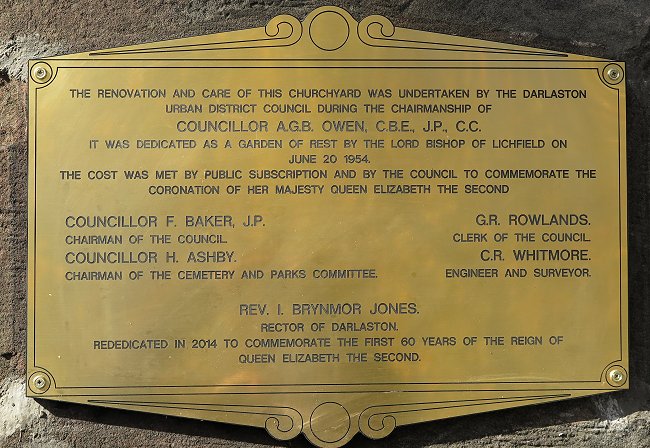 THE RENOVATION AND CARE OF THIS CHURCHYARD WAS UNDERTAKEN BY THE DARLASTON
URBAN DISTRICT COUNCIL DURING THE CHAIRMANSHIP OF
COUNCILLOR A.G.B. OWEN, C.B.E., J.P., C.C.
IT WAS DEDICATED AS A GARDEN OF REST BY THE LORD BISHOP OF LICHFIELD ON
JUNE 20 1954.
THE COST WAS MET BY PUBLIC SUBSCRIPTION AND BY THE COUNCIL TO COMMEMORATE THE
CORONATION OF HER MAJESTY QUEEN ELIZABETH THE SECOND
COUNCILLOR F. BAKER, J.P. G.R. ROWLANDS.
CHAIRMAN OF THE COUNCIL. CLERK OF THE COUNCIL.
COUNCILLOR H. ASHBY. C.R. WHITMORE.
CHAIRMAN OF THE CEMETERY AND PARKS COMMITTEE. ENGINEER AND SURVEYOR.
REV. I. BRYNMOR JONES.
RECTOR OF DARLASTON.
REDEDICATED IN 2014 TO COMMEMORATE THE FIRST 60 YEARS OF THE REIGN OF
QUEEN ELIZABETH THE SECOND.